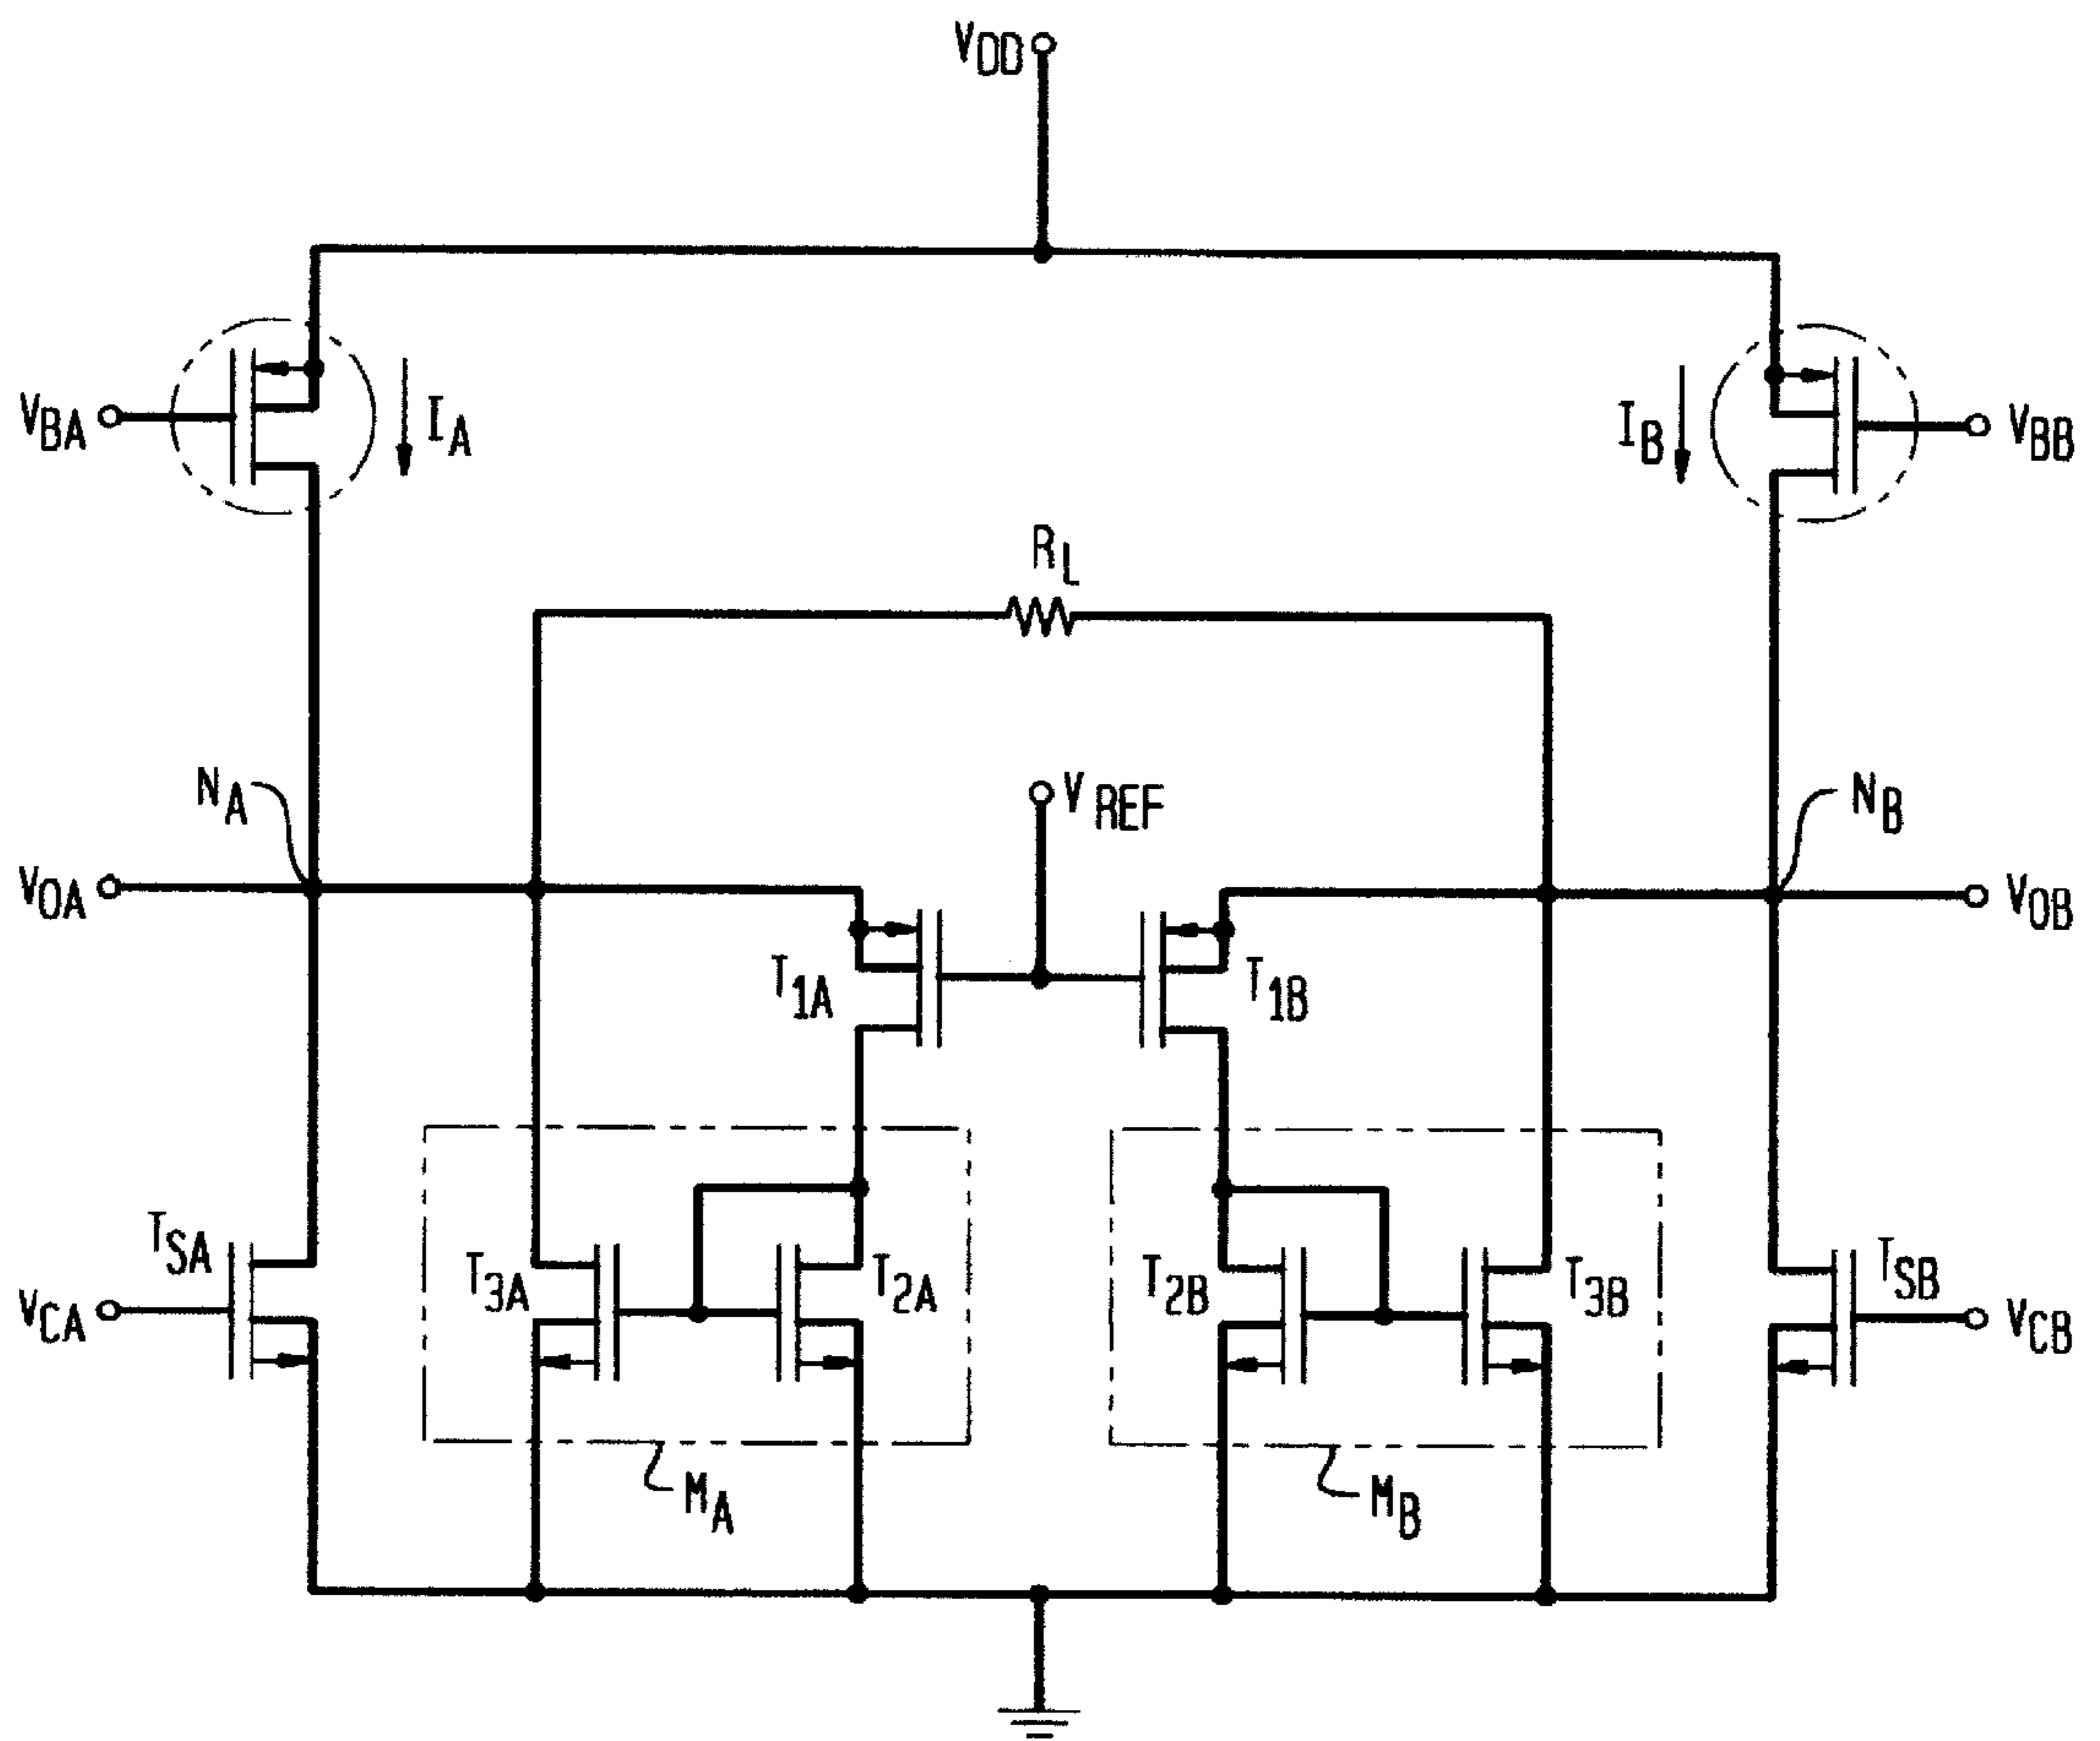 VDD
VBA
IA
IB
VBB
RL
NA
VREF
NB
VOA
VOB
T1A
T1B
TSA
T3A
T2A
T2B
T3B
TSB
VCA
VCB
MA
MB